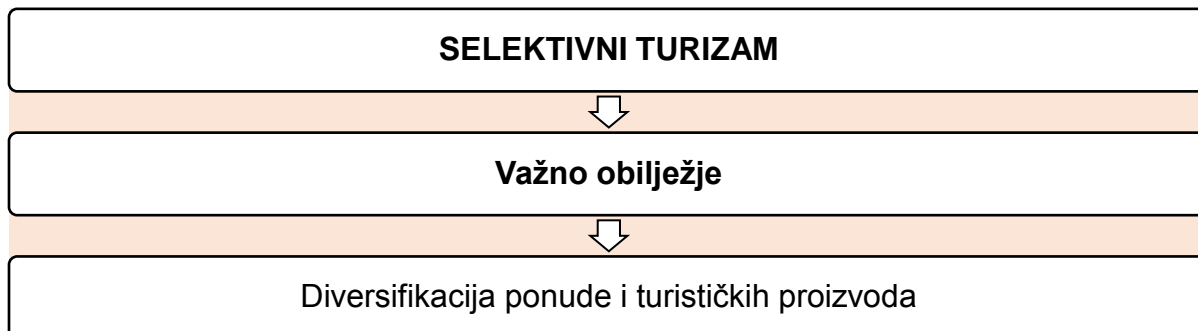 SELEKTIVNI TURIZAM
Važno obilježje
Diversifikacija ponude i turističkih proizvoda